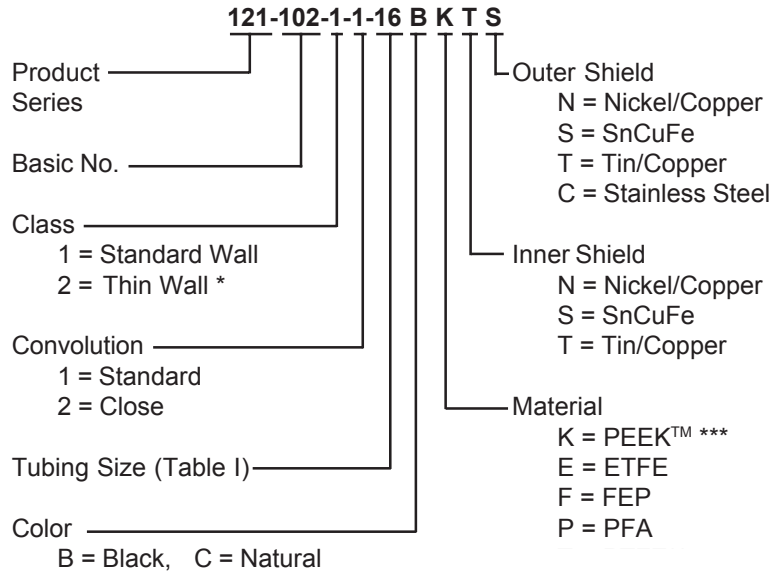 121-102-1-1-16 B K T S
Product
Series
Basic No.
Class
1 = Standard Wall
2 = Thin Wall *
Convolution
1 = Standard
2 = Close
Tubing Size (Table I)
Color
B = Black, C = Natural
Outer Shield
N = Nickel/Copper
S = SnCuFe
T = Tin/Copper
C = Stainless Steel
Inner Shield
N = Nickel/Copper
S = SnCuFe
T = Tin/Copper
Material
K = PEEK™ ***
E = ETFE
F = FEP
P = PFA